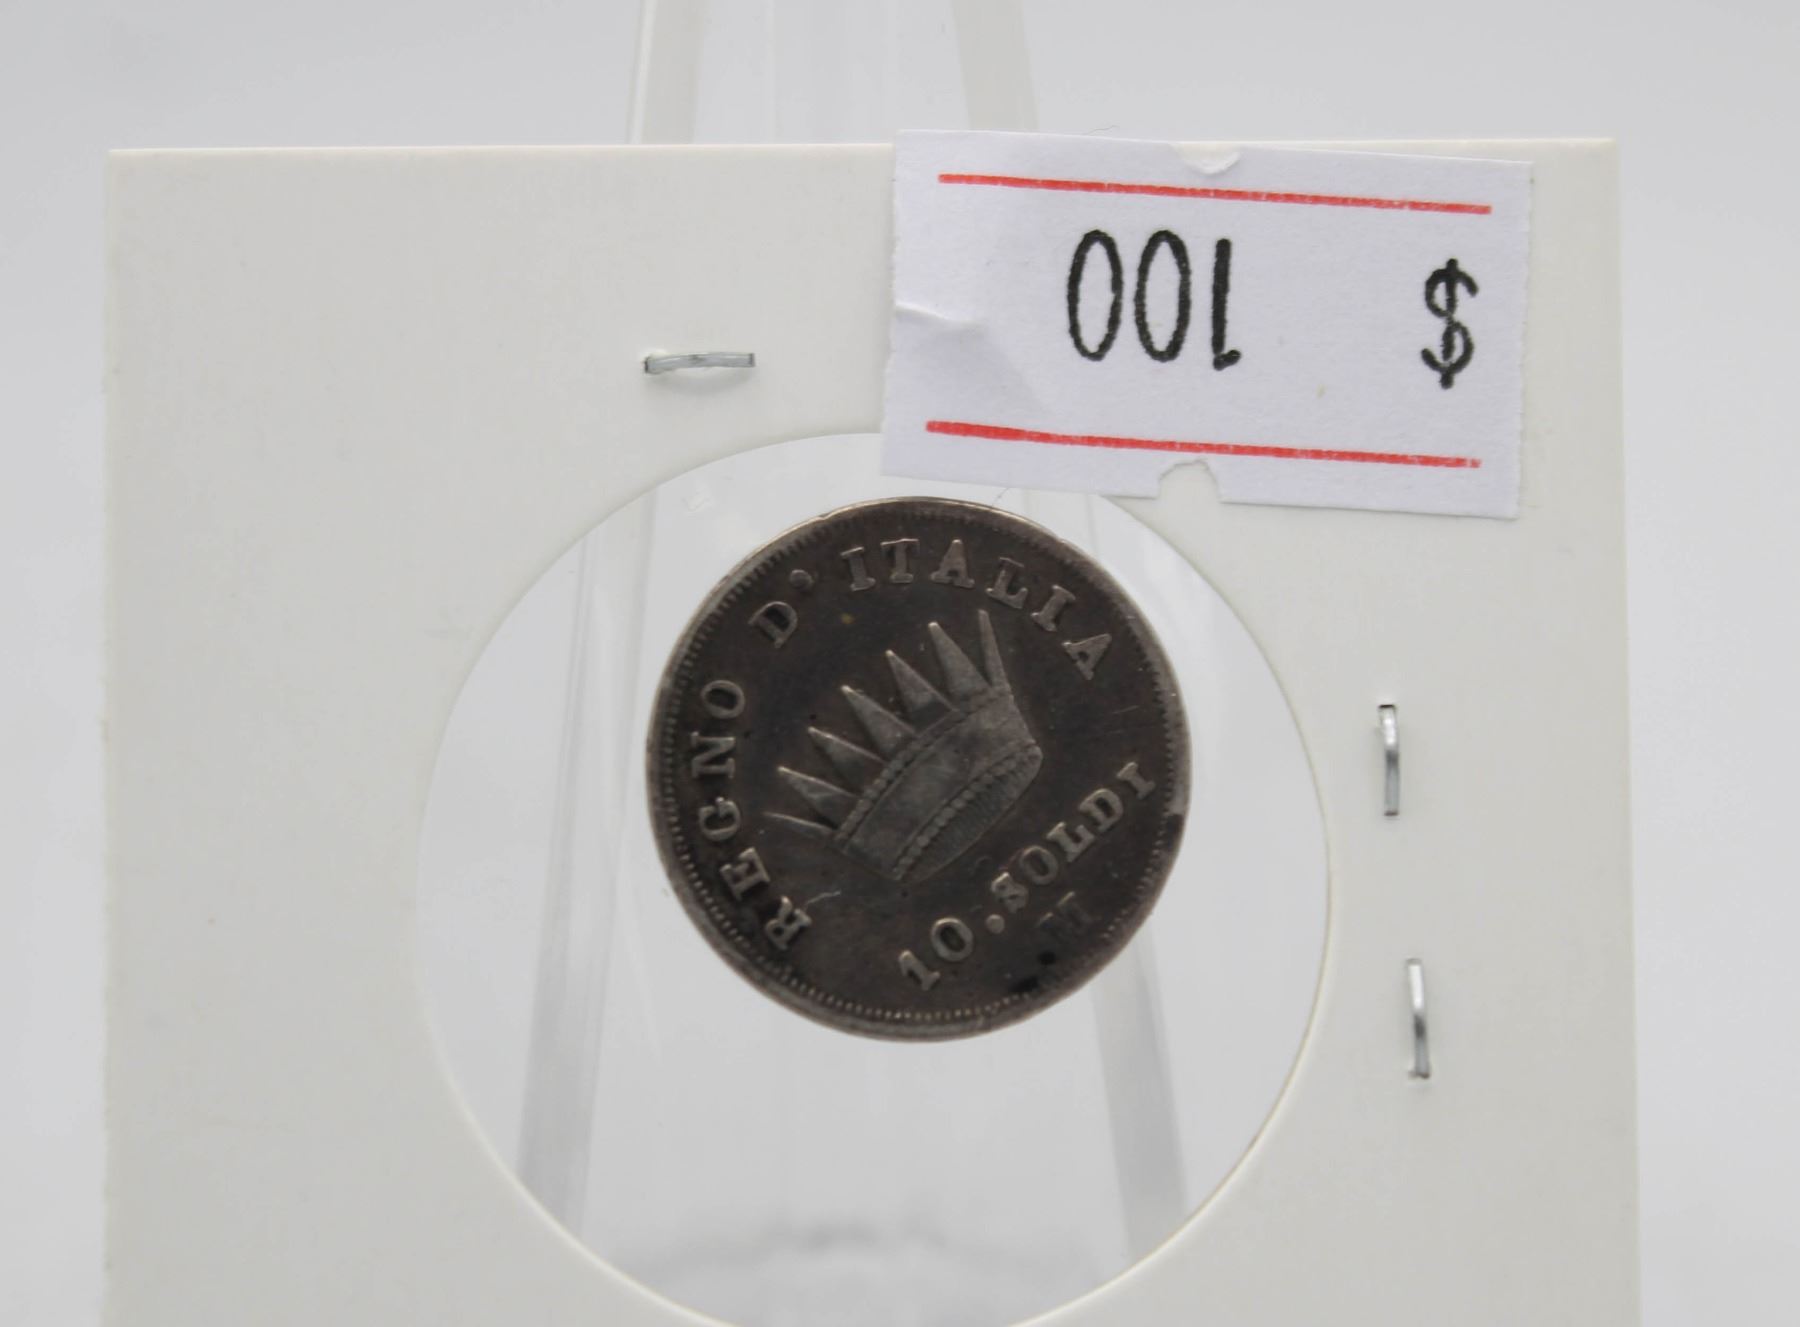 $ 100
REGNO D. ITALIA
10. SOLDI
M